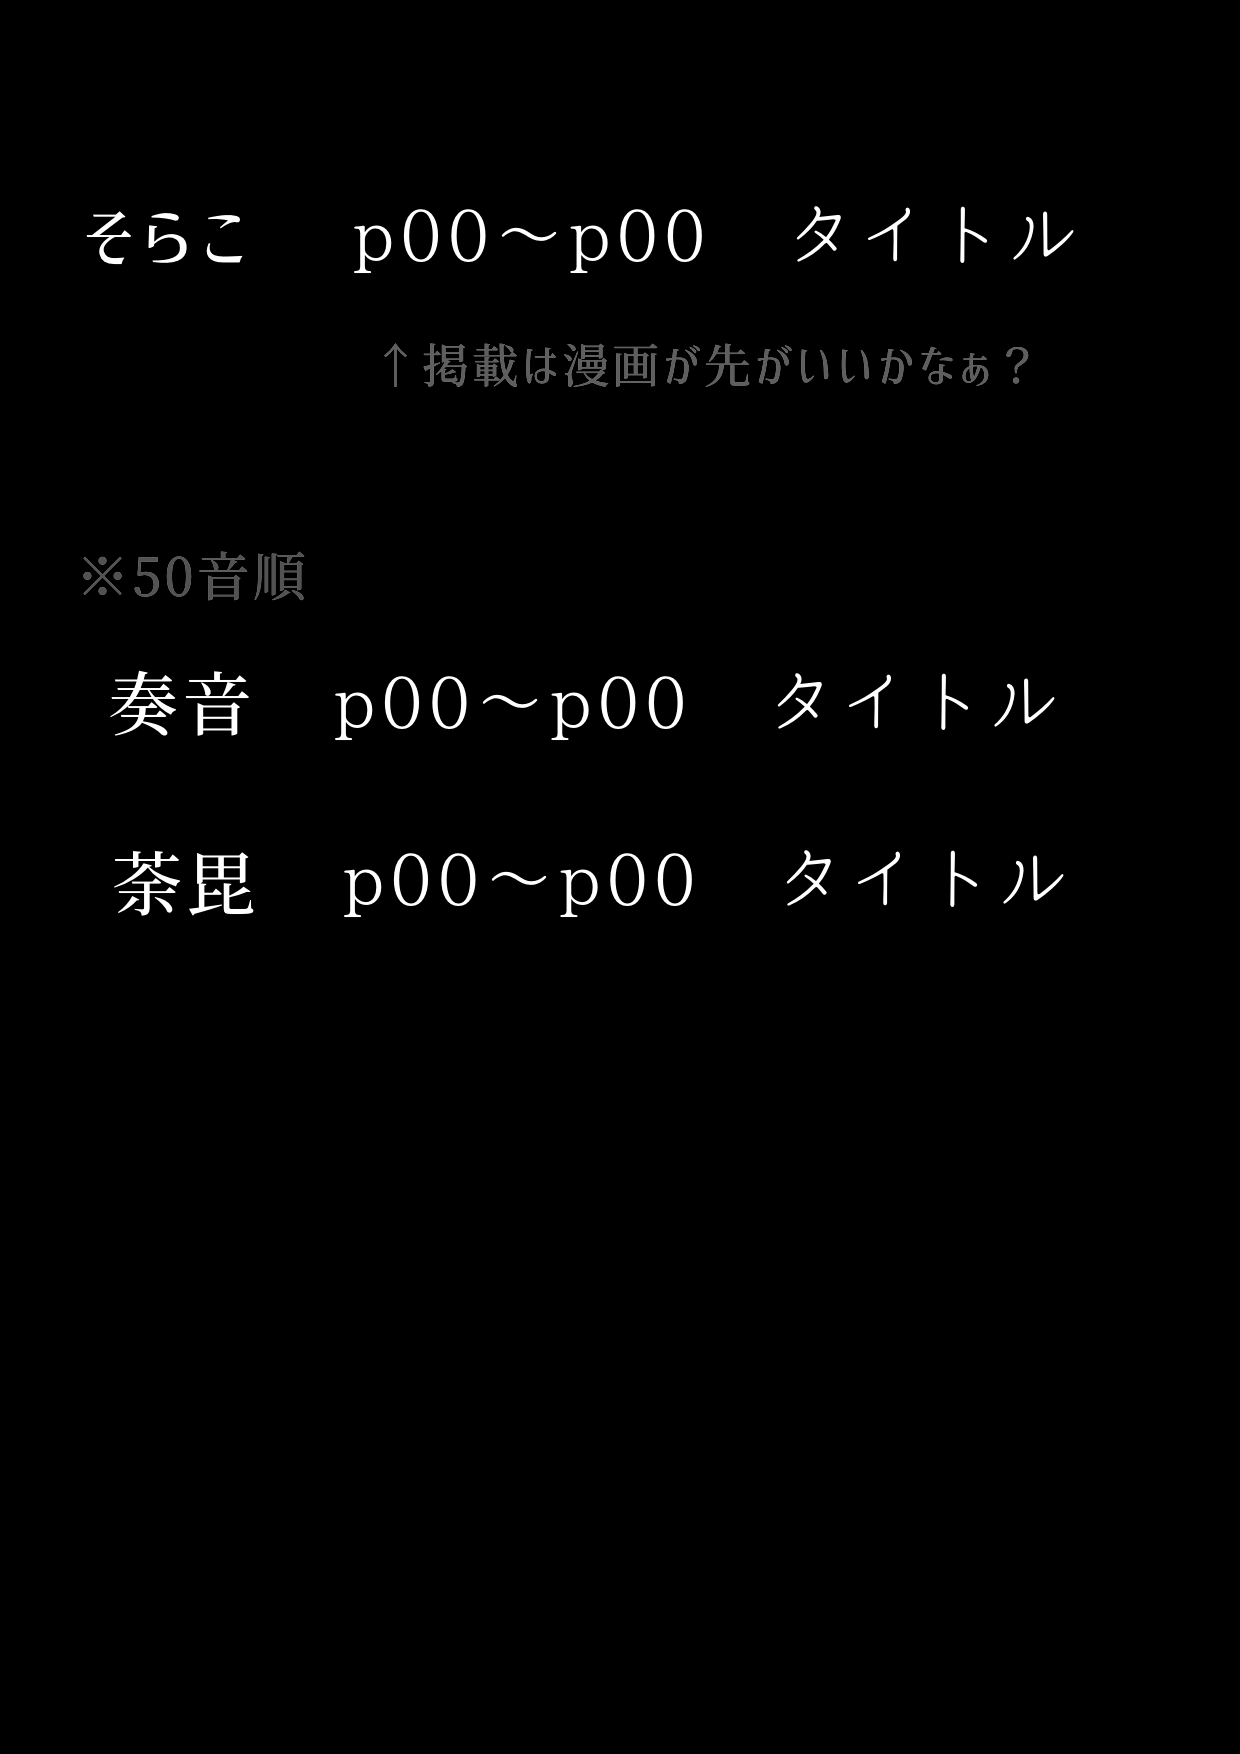 そらこ　p00～p00　タイトル
↑掲載は漫画が先がいいかなぁ？
※50音順
奏音　p00～p00　タイトル
荼毘　p00～p00　タイトル